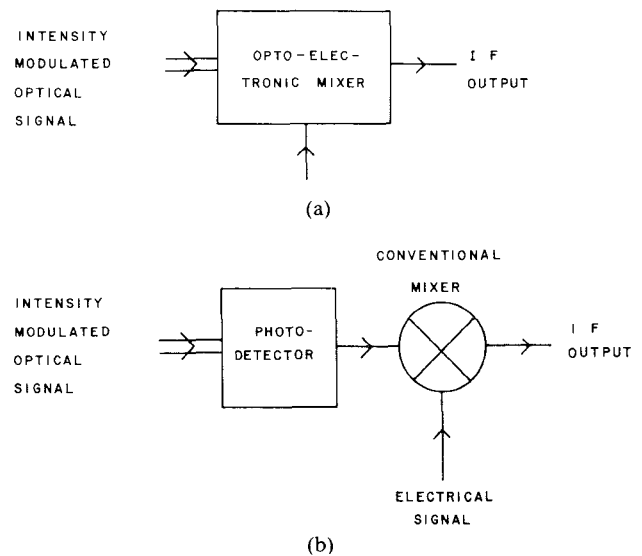 INTENSITY
MODULATED
OPTICAL
SIGNAL
OPTO-ELEC-
TRONIC MIXER
I F
OUTPUT
(a)
CONVENTIONAL
MIXER
INTENSITY
MODULATED
OPTICAL
SIGNAL
PHOTO-
DETECTOR
I F
OUTPUT
ELECTRICAL
SIGNAL
(b)